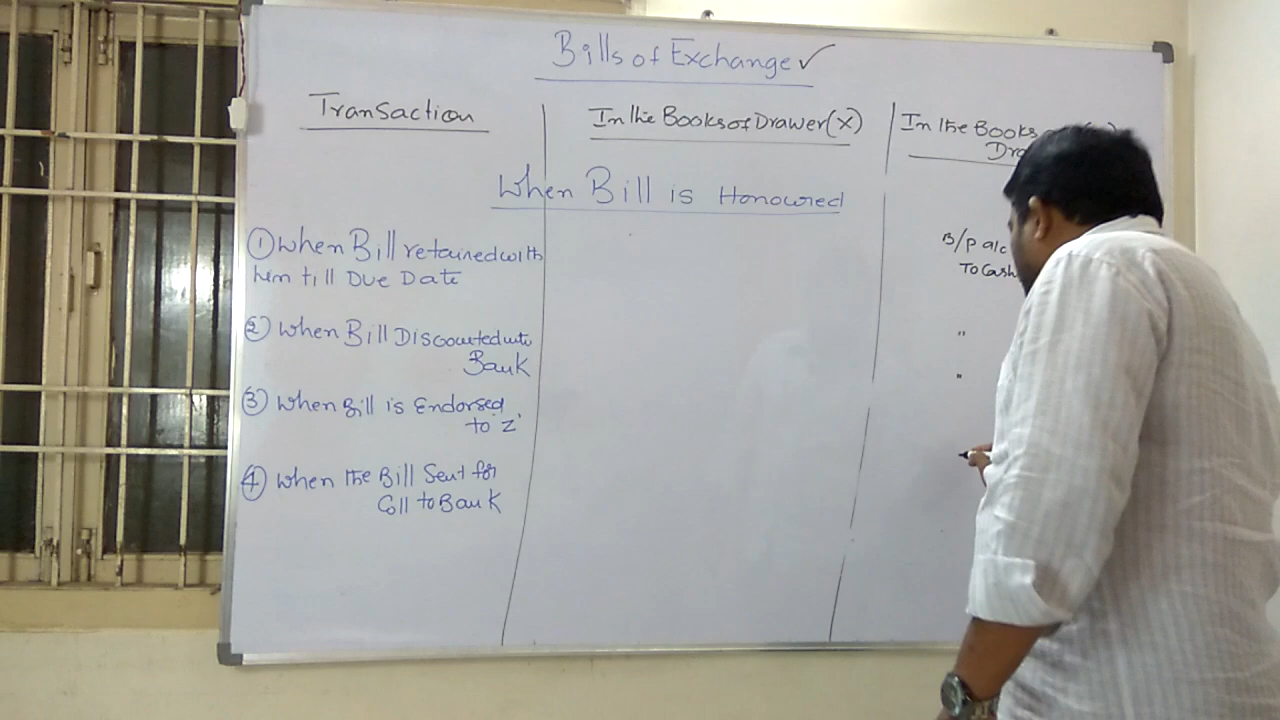 Bills of Exchange ✓
Transaction
In the Books of Drawer(X)
In the Books
When Bill is Honoured
① When Bill retained with
him till Due Date
② When Bill Discounted with
Bank
③ When Bill is Endorsed
to 'Z'
④ When the Bill Sent for
Coll to Bank
B/P a/c
To Cash
"
"